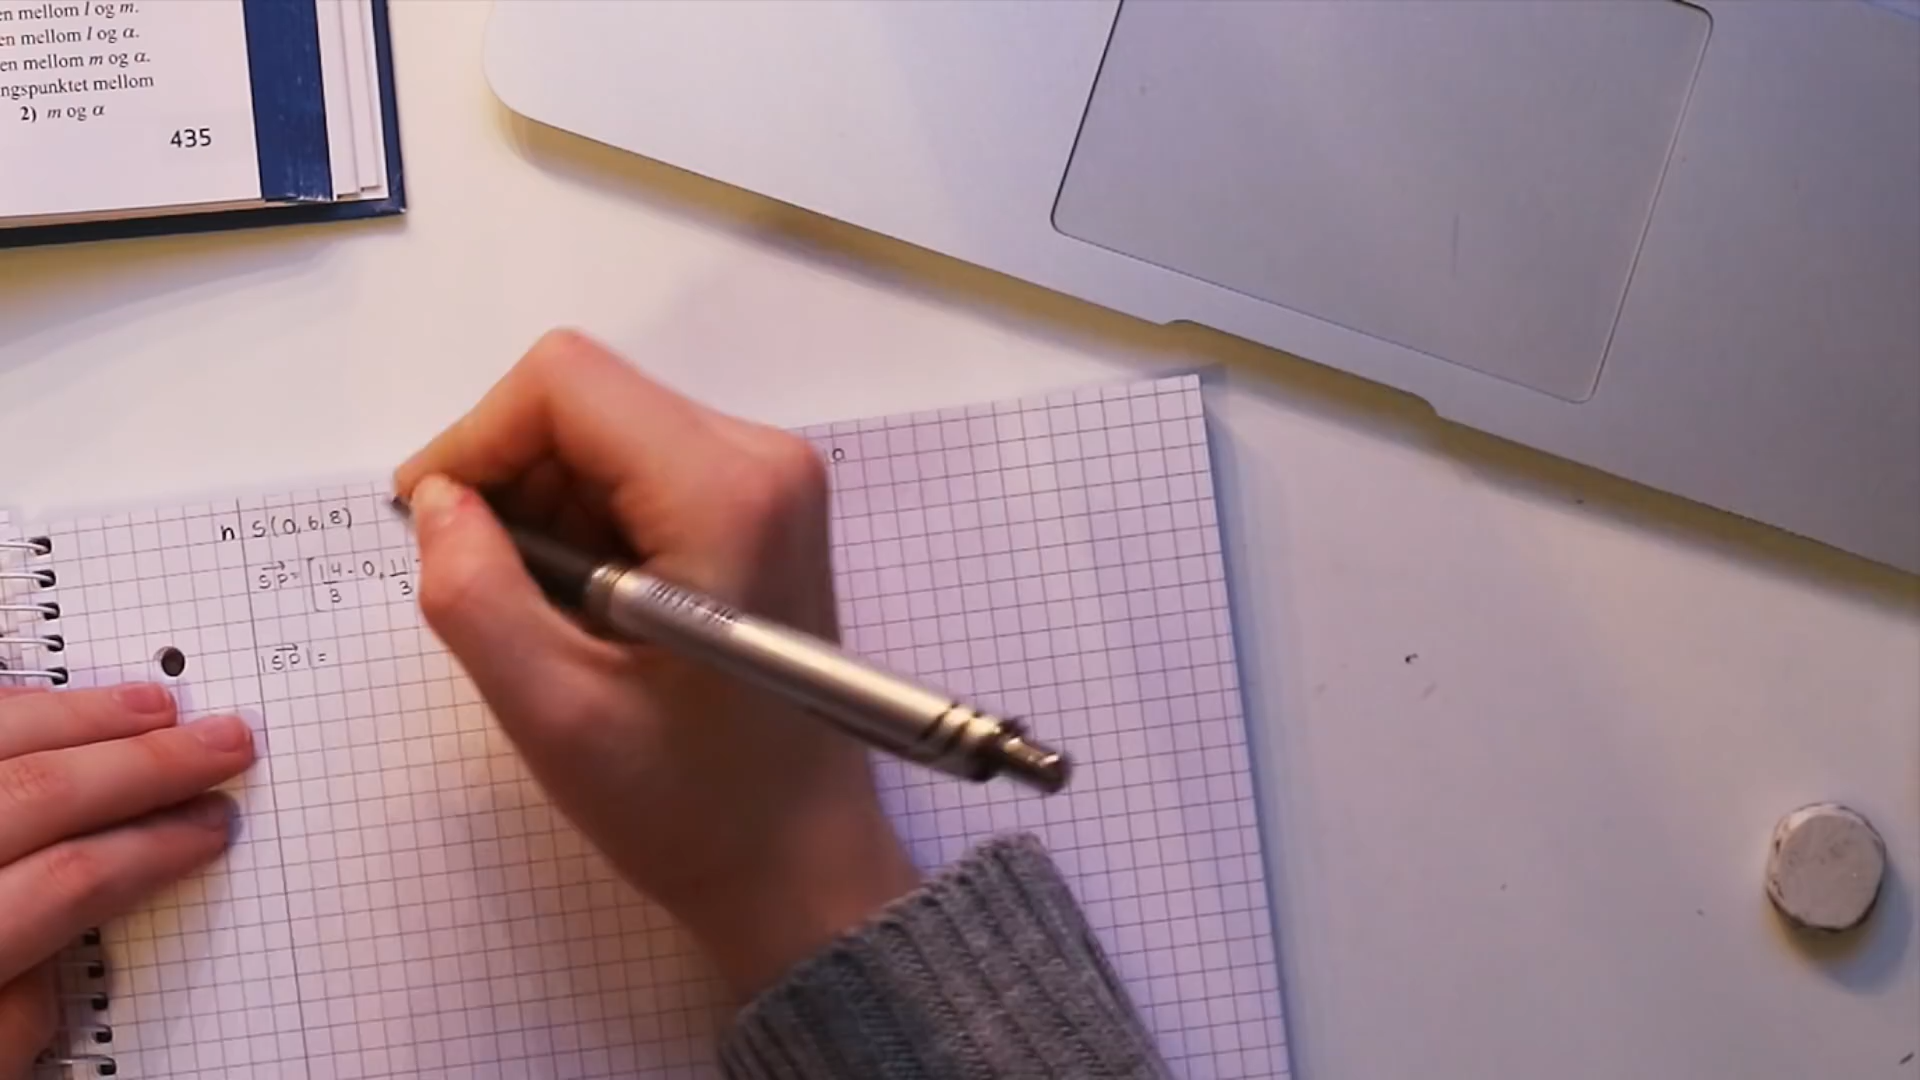 en mellom l og m.
en mellom l og α.
en mellom m og α.
ngspunktet mellom
2) m og α
435
h S(0,6,8)
SP = [14/3 - 0, 11/3
|SP| =